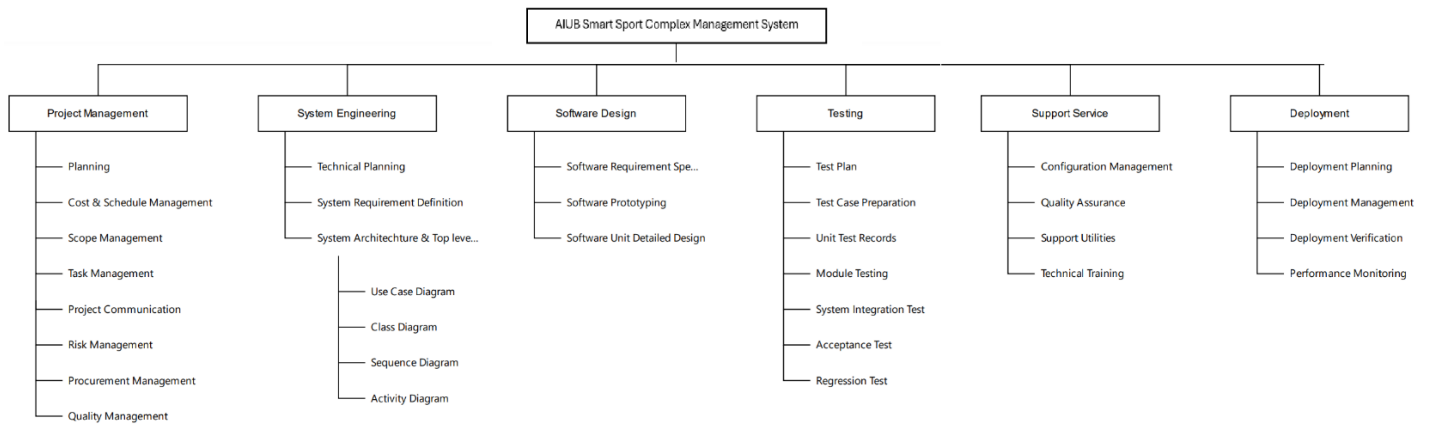 AIUB Smart Sport Complex Management System
Project Management
Planning
Cost & Schedule Management
Scope Management
Task Management
Project Communication
Risk Management
Procurement Management
Quality Management
System Engineering
Technical Planning
System Requirement Definition
System Architechture & Top leve...
Use Case Diagram
Class Diagram
Sequence Diagram
Activity Diagram
Software Design
Software Requirement Spe...
Software Prototyping
Software Unit Detailed Design
Testing
Test Plan
Test Case Preparation
Unit Test Records
Module Testing
System Integration Test
Acceptance Test
Regression Test
Support Service
Configuration Management
Quality Assurance
Support Utilities
Technical Training
Deployment
Deployment Planning
Deployment Management
Deployment Verification
Performance Monitoring